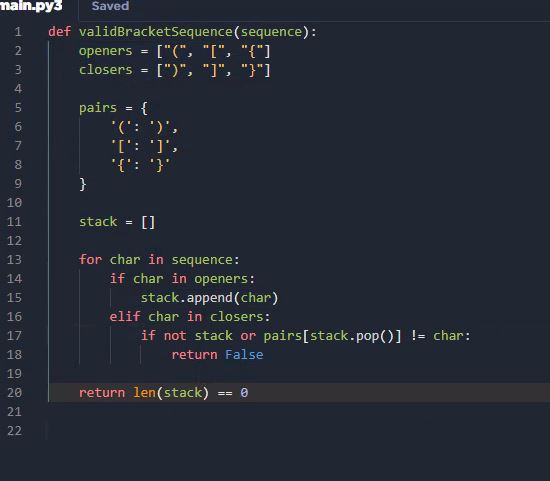 main.py3 Saved
1 def validBracketSequence(sequence):
2     openers = ["(", "[", "{"]
3     closers = [")", "]", "}"]
4
5     pairs = {
6         '(': ')',
7         '[': ']',
8         '{': '}'
9     }
10
11     stack = []
12
13     for char in sequence:
14         if char in openers:
15             stack.append(char)
16         elif char in closers:
17             if not stack or pairs[stack.pop()] != char:
18                 return False
19
20     return len(stack) == 0
21
22